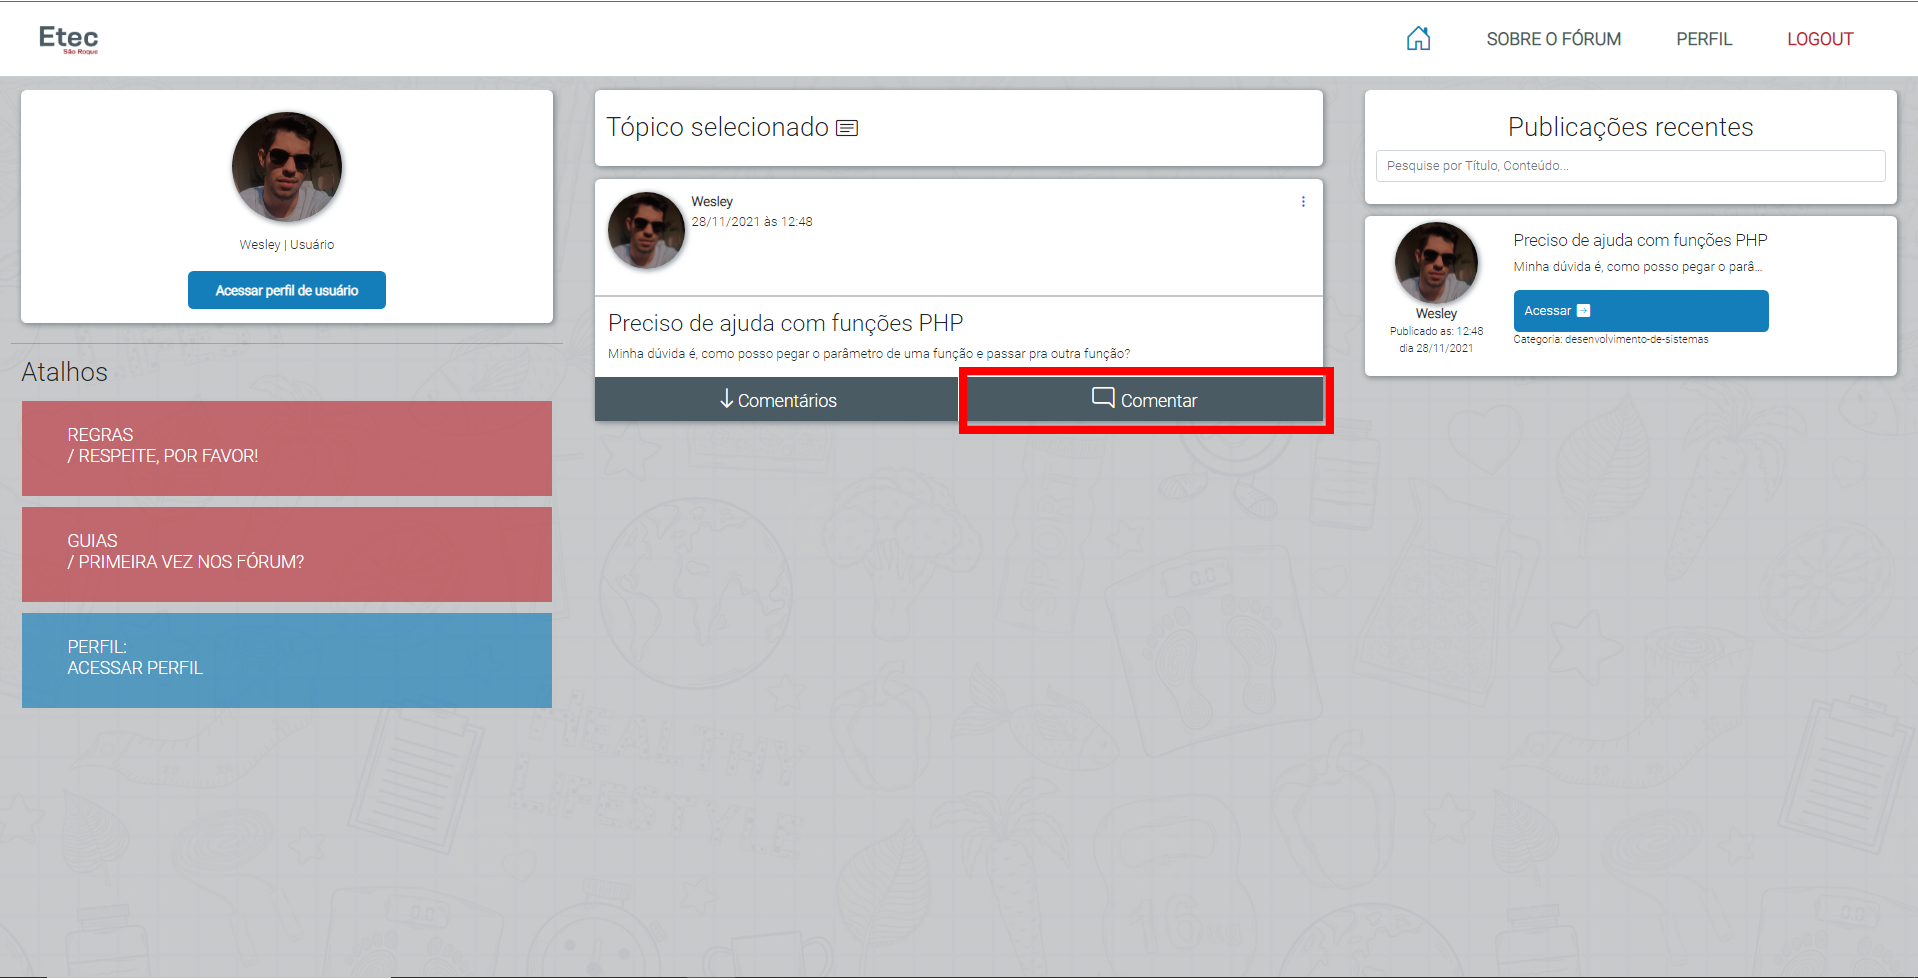 Etec
São Roque
SOBRE O FÓRUM
PERFIL
LOGOUT
Wesley | Usuário
Acessar perfil de usuário
Atalhos
REGRAS
/ RESPEITE, POR FAVOR!
GUIAS
/ PRIMEIRA VEZ NOS FÓRUM?
PERFIL:
ACESSAR PERFIL
Tópico selecionado
Wesley
28/11/2021 às 12:48
Preciso de ajuda com funções PHP
Minha dúvida é, como posso pegar o parâmetro de uma função e passar pra outra função?
Comentários
Comentar
Publicações recentes
Pesquise por Título, Conteúdo...
Wesley
Publicado as: 12:48
dia 28/11/2021
Preciso de ajuda com funções PHP
Minha dúvida é, como posso pegar o parâ...
Acessar
Categoria: desenvolvimento-de-sistemas
HEALTHY
LIFESTYLE